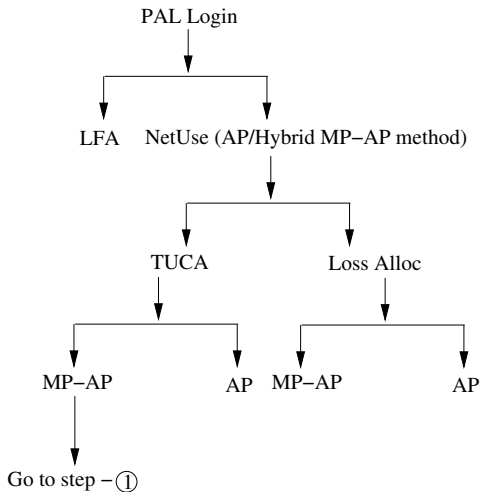 PAL Login
LFA
NetUse (AP/Hybrid MP−AP method)
TUCA
Loss Alloc
MP−AP
AP
MP−AP
AP
Go to step −①